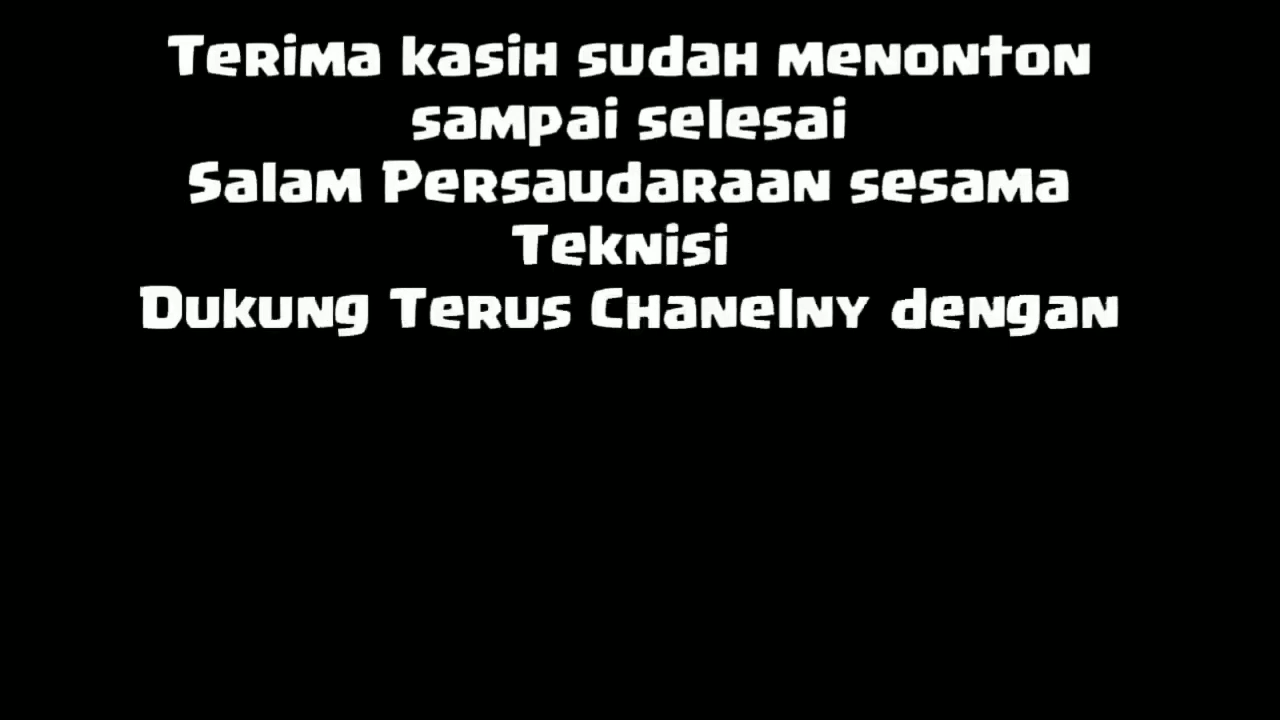 Terima kasih sudah menonton
sampai selesai
Salam Persaudaraan sesama
Teknisi
Dukung Terus Chanelny dengan